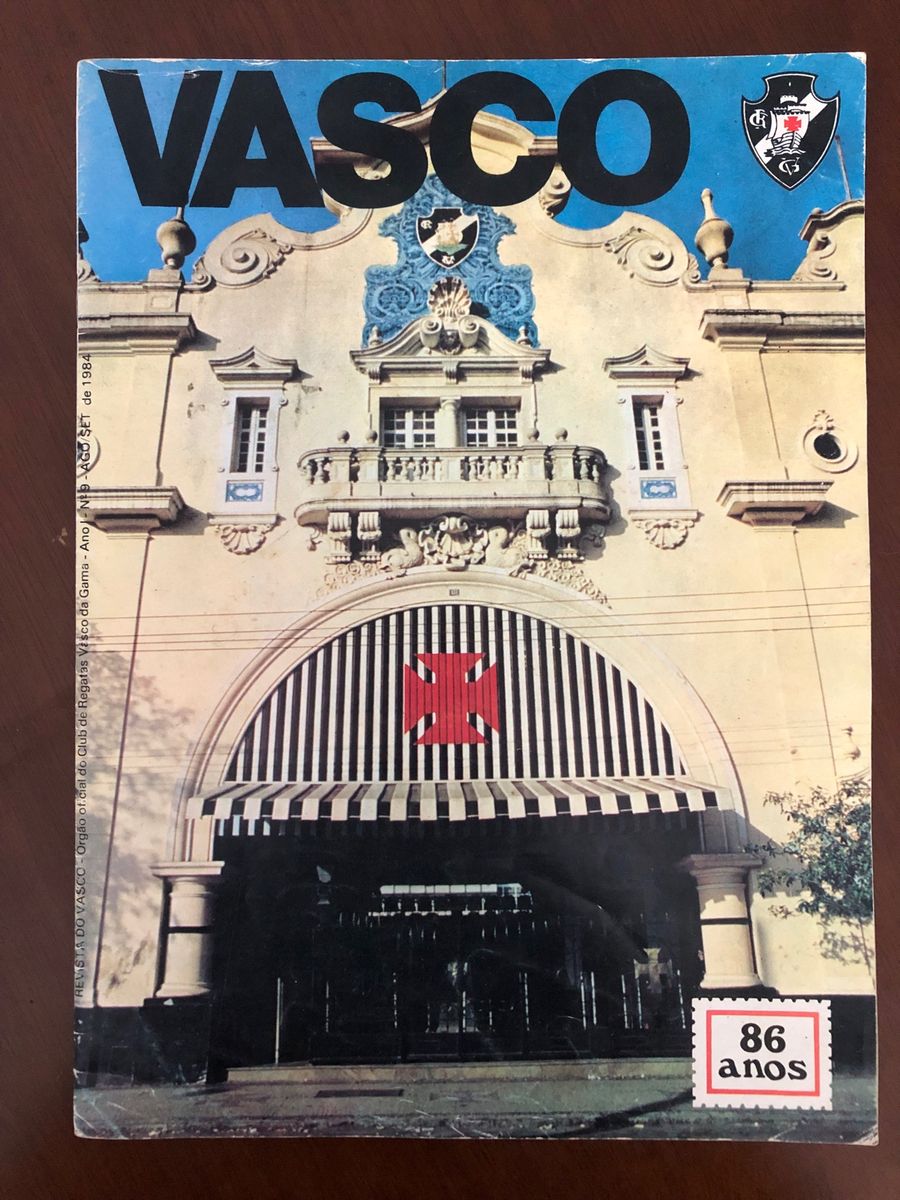 VASCO
REVISTA DO VASCO - Orgão oficial do Club de Regatas Vasco da Gama - Ano I - Nº 9 - AGO/SET de 1984
86
anos